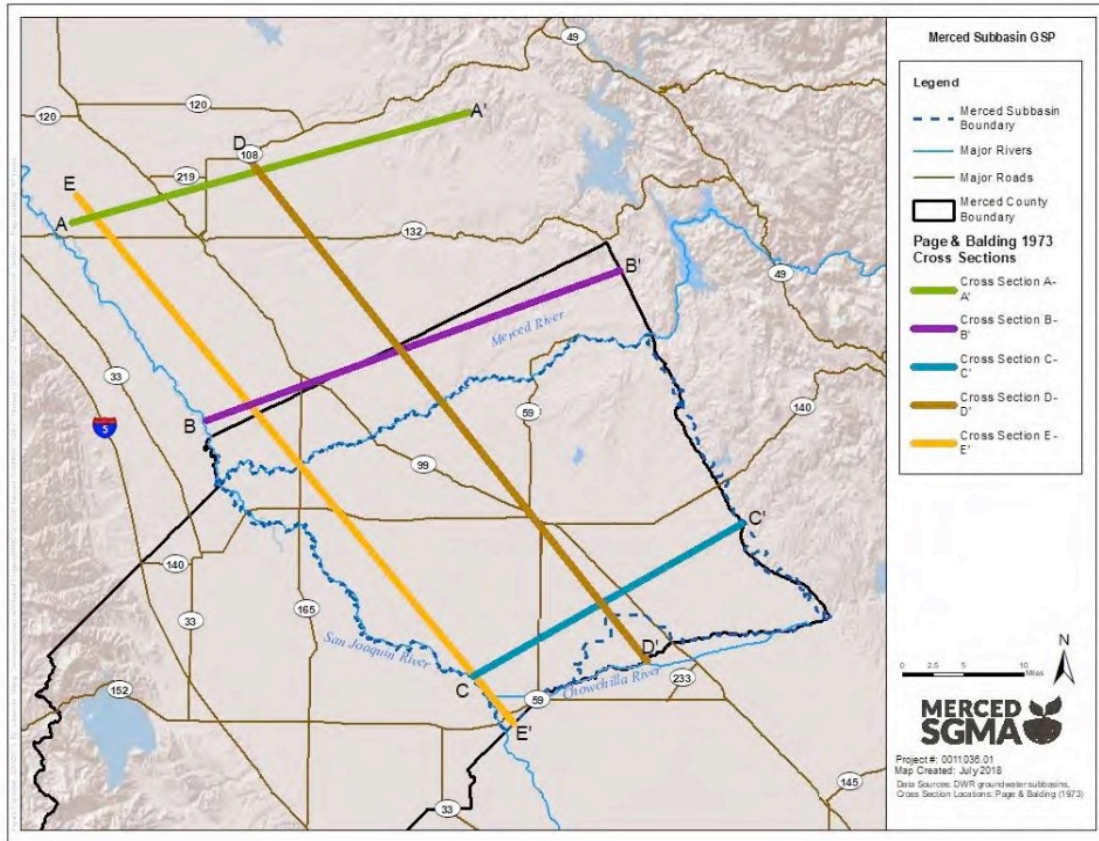 Merced Subbasin GSP
Legend
Merced Subbasin
Boundary
Major Rivers
Major Roads
Merced County
Boundary
Page & Balding 1973
Cross Sections
Cross Section A-
A'
Cross Section B-
B'
Cross Section C-
C'
Cross Section D-
D'
Cross Section E-
E'
49
120
120
A'
D
108
219
E
A
132
49
B'
Merced River
33
5
B
59
140
99
C'
140
165
33
San Joaquin River
D'
C
Chowchilla River
233
152
59
E'
145
33
N
0 2.5 5 10
Miles
MERCED
SGMA
Project #: 0011036.01
Map Created: July 2018
Data Sources: DWR groundwater subbasins,
Cross Section Locations: Page & Balding (1973)